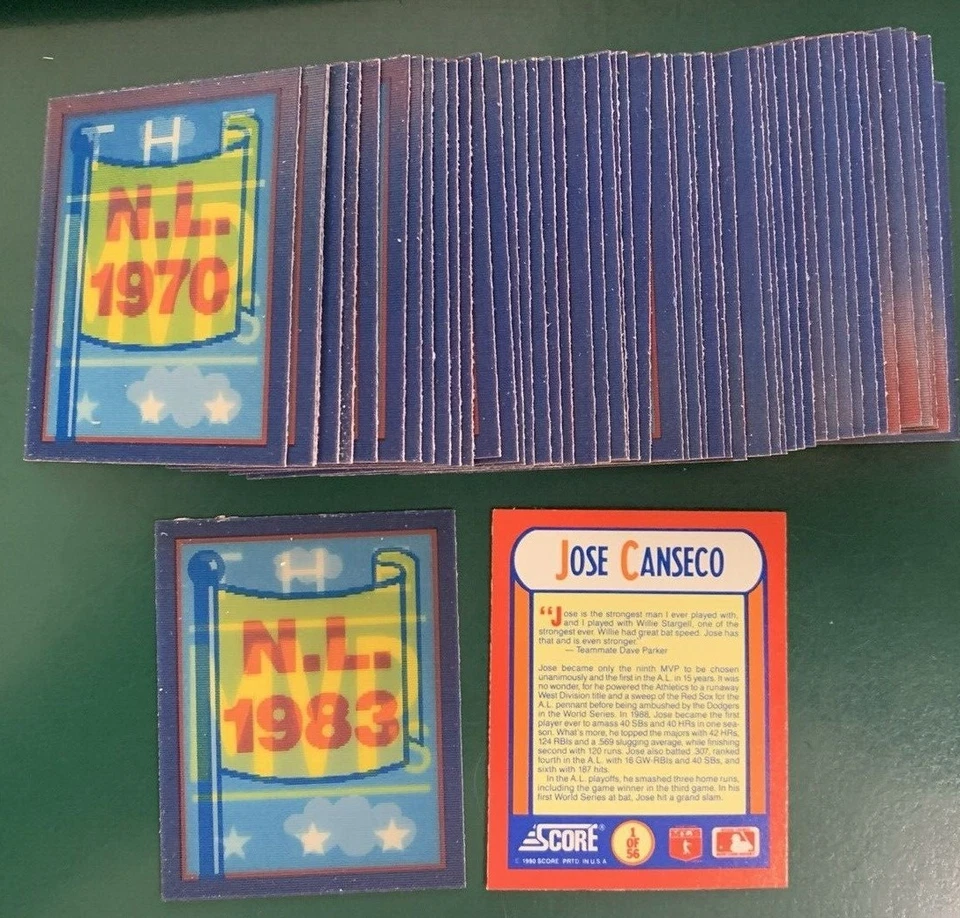 THE
N.L.
1970
MVP
S
H
N.L.
1983
MVP
JOSE CANSECO
"Jose is the strongest man I ever played with,
and I played with Willie Stargell, one of the
strongest ever. Willie had great bat speed. Jose has
that and is even stronger."
— Teammate Dave Parker
Jose became only the ninth MVP to be chosen
unanimously and the first in the A.L. in 15 years. It was
no wonder, for he powered the Athletics to a runaway
West Division title and a sweep of the Red Sox for the
A.L. pennant before being ambushed by the Dodgers
in the World Series. In 1988, Jose became the first
player ever to amass 40 SBs and 40 HRs in one sea-
son. What's more, he topped the majors with 42 HRs,
124 RBIs and a .569 slugging average, while finishing
second with 120 runs. Jose also batted .307, ranked
fourth in the A.L. with 16 GW-RBIs and 40 SBs, and
sixth with 187 hits.
In the A.L. playoffs, he smashed three home runs,
including the game winner in the third game. In his
first World Series at bat, Jose hit a grand slam.
SCORE®
1
OF
56
© 1990 SCORE PRTD. IN U.S.A.